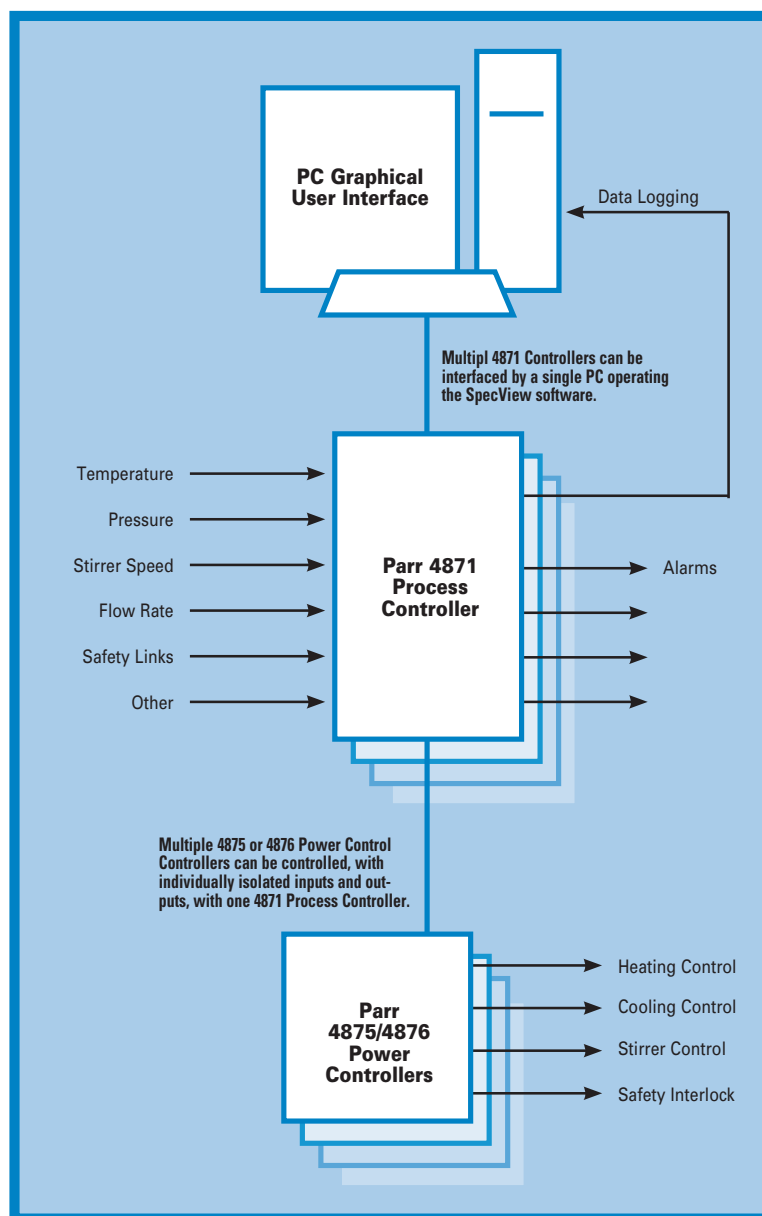 PC Graphical
User Interface
Data Logging
Multipl 4871 Controllers can be
interfaced by a single PC operating
the SpecView software.
Temperature
Pressure
Stirrer Speed
Flow Rate
Safety Links
Other
Parr 4871
Process
Controller
Alarms
Multiple 4875 or 4876 Power Control
Controllers can be controlled, with
individually isolated inputs and out-
puts, with one 4871 Process Controller.
Parr
4875/4876
Power
Controllers
Heating Control
Cooling Control
Stirrer Control
Safety Interlock